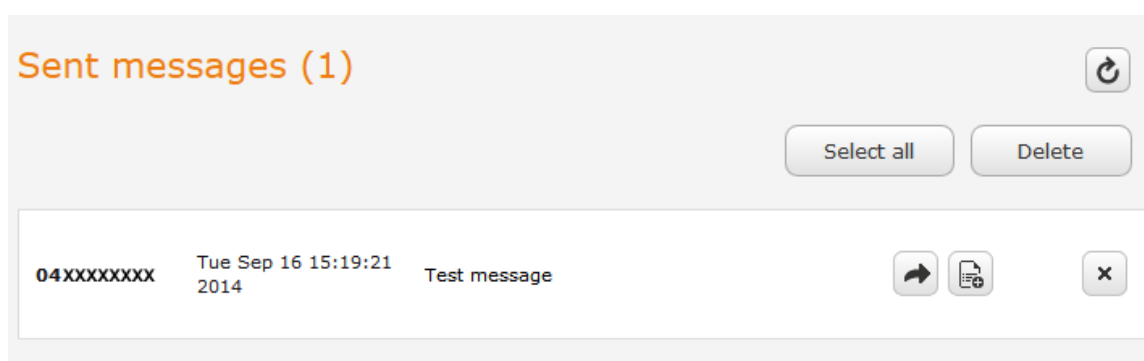 Sent messages (1)
Select all
Delete
04XXXXXXXX
Tue Sep 16 15:19:21
2014
Test message